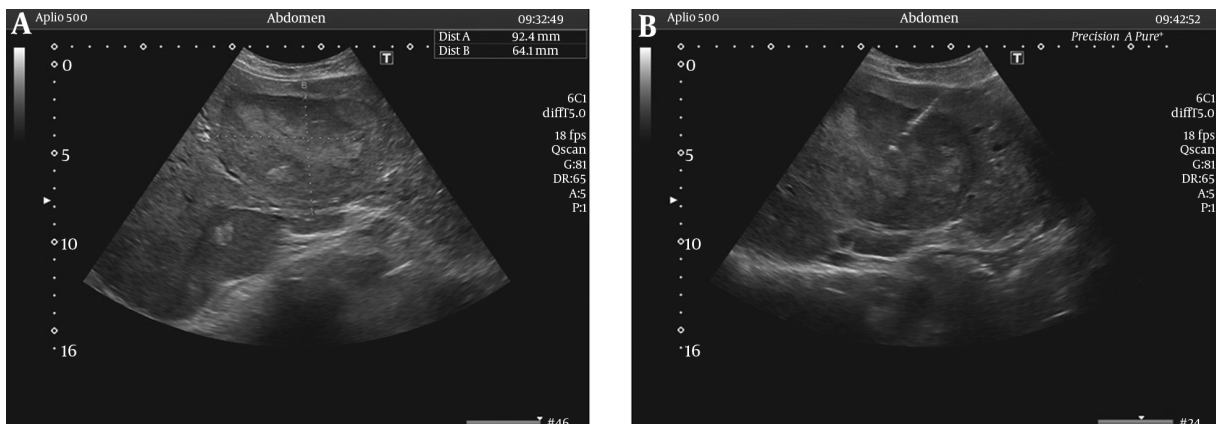 A
Aplio 500 Abdomen 09:32:49
Dist A 92.4 mm
Dist B 64.1 mm
T
B
0
6C1
diffT5.0
18 fps
Qscan
G:81
DR:65
A:5
P:1
5
10
16
#46
B
Aplio 500 Abdomen 09:42:52
Precision A Pure+
T
0
6C1
diffT5.0
18 fps
Qscan
G:81
DR:65
A:5
P:1
5
10
16
#24